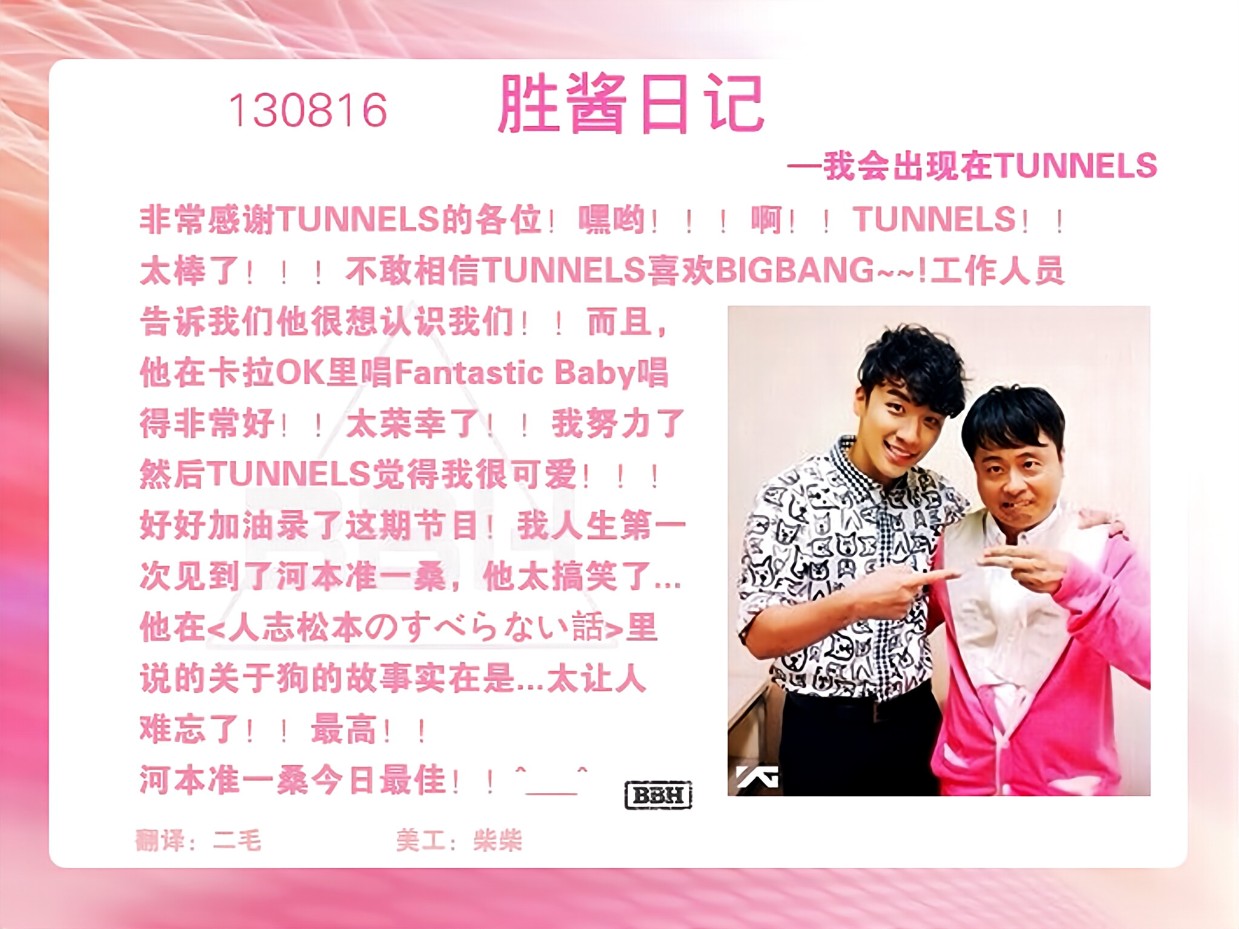 130816 胜酱日记
—我会出现在TUNNELS
非常感谢TUNNELS的各位！嘿哟！！！啊！！TUNNELS！！
太棒了！！！不敢相信TUNNELS喜欢BIGBANG~~!工作人员
告诉我们他很想认识我们！！而且，
他在卡拉OK里唱Fantastic Baby唱
得非常好！！太荣幸了！！我努力了
然后TUNNELS觉得我很可爱！！！
好好加油录了这期节目！我人生第一
次见到了河本准一桑，他太搞笑了...
他在<人志松本のすべらない話>里
说的关于狗的故事实在是...太让人
难忘了！！最高！！
河本准一桑今日最佳！！^___^
YG
BBH
翻译：二毛 美工：柴柴
BBH